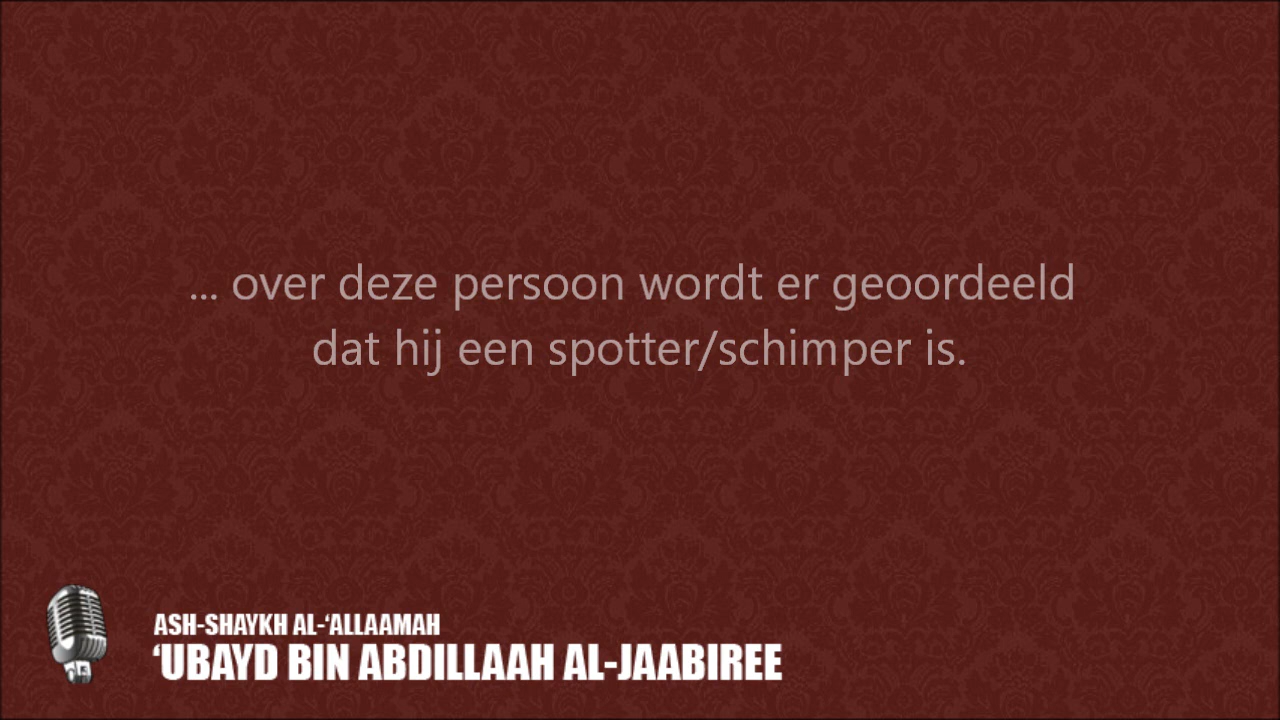 ... over deze persoon wordt er geoordeeld
dat hij een spotter/schimper is.
ASH-SHAYKH AL-‘ALLAAMAH
‘UBAYD BIN ABDILLAAH AL-JAABIREE